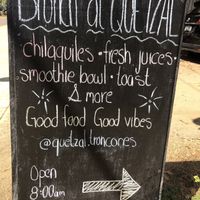 Brunch at QUETZAL
chilaquiles • fresh juices •
smoothie bowl • toast
& more
Good food Good vibes
@quetzal.troncones
Open
8:00am